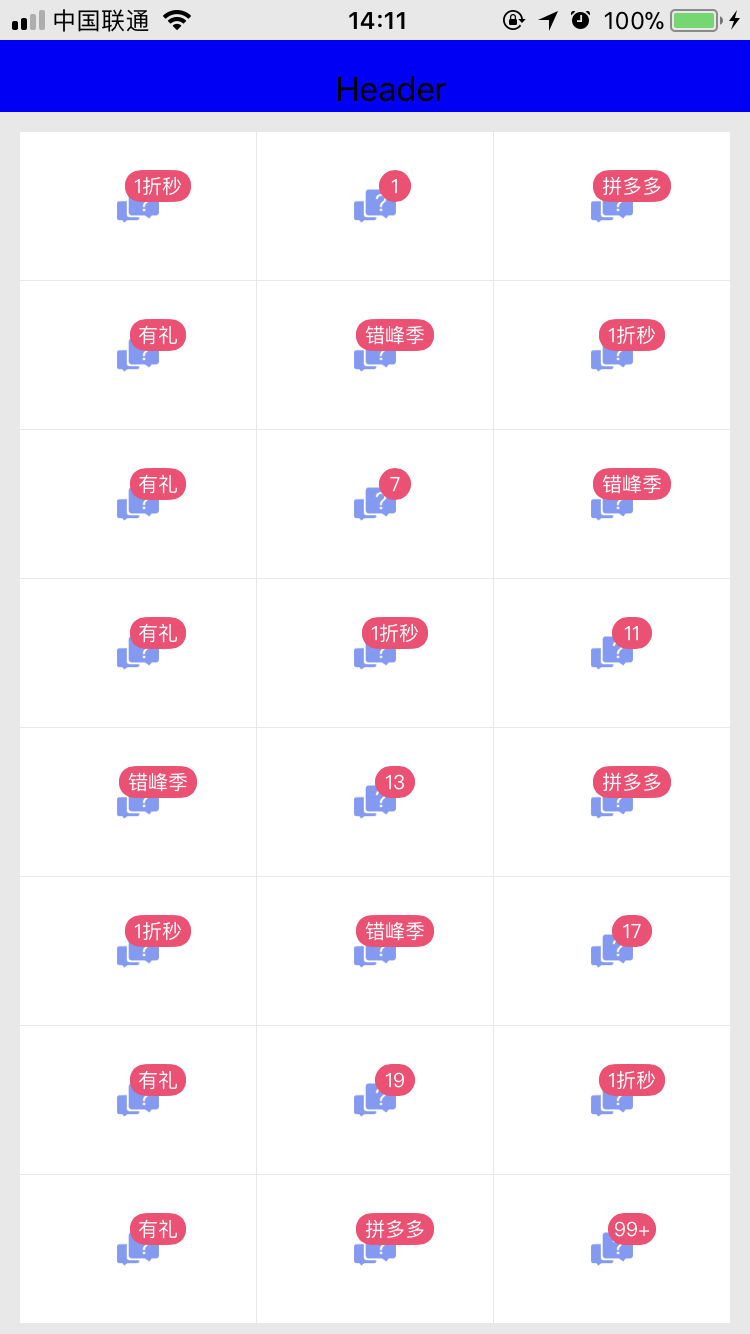 中国联通 14:11 100%
Header
1折秒 1 拼多多
有礼 错峰季 1折秒
有礼 7 错峰季
有礼 1折秒 11
错峰季 13 拼多多
1折秒 错峰季 17
有礼 19 1折秒
有礼 拼多多 99+